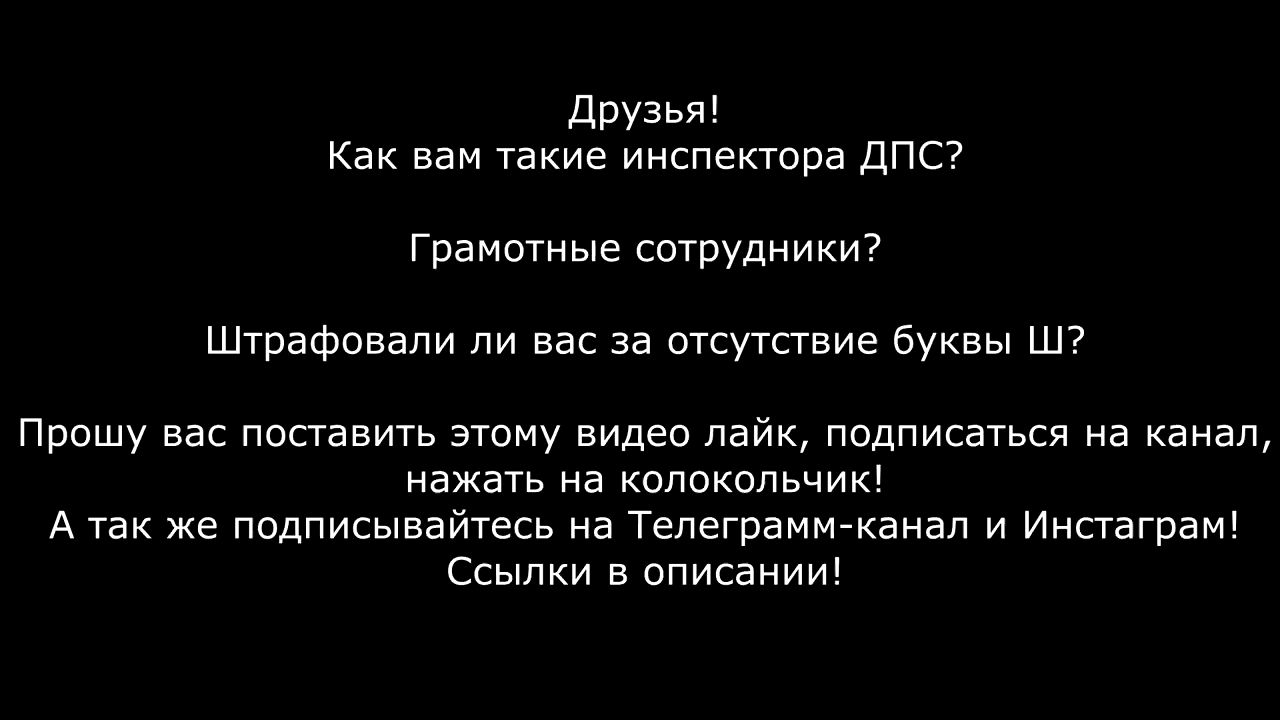 Друзья!
Как вам такие инспектора ДПС?
Грамотные сотрудники?
Штрафовали ли вас за отсутствие буквы Ш?
Прошу вас поставить этому видео лайк, подписаться на канал,
нажать на колокольчик!
А так же подписывайтесь на Телеграмм-канал и Инстаграм!
Ссылки в описании!